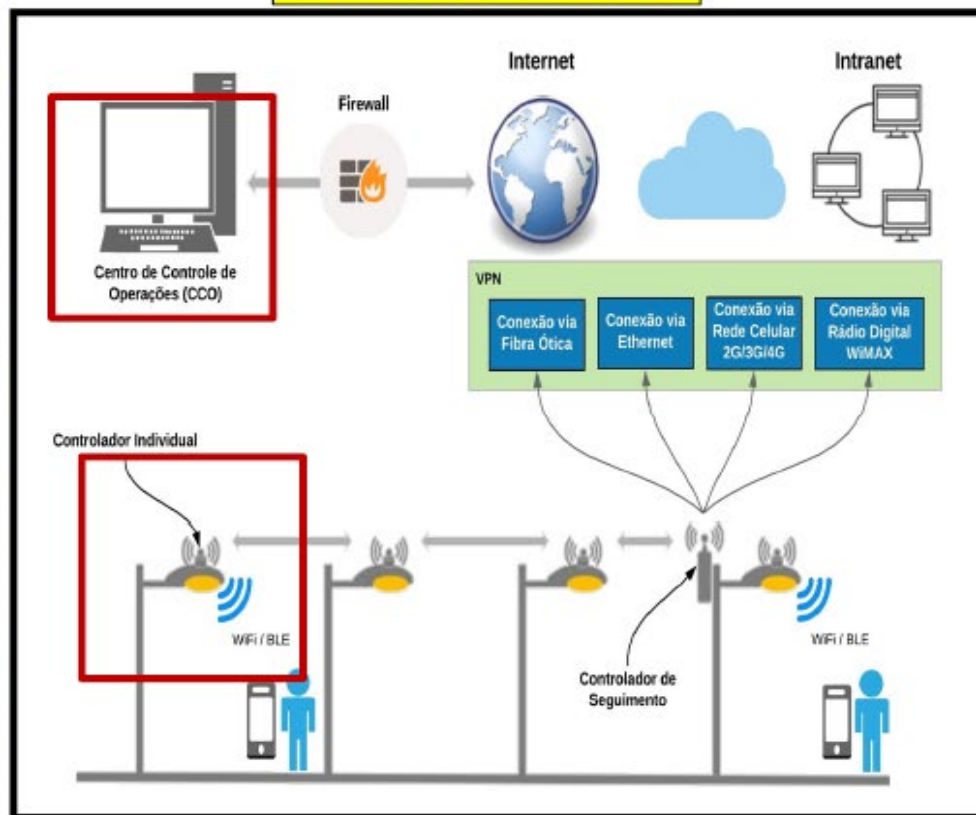 Internet
Intranet
Firewall
Centro de Controle de
Operações (CCO)
VPN
Conexão via
Fibra Ótica
Conexão via
Ethernet
Conexão via
Rede Celular
2G/3G/4G
Conexão via
Rádio Digital
WiMAX
Controlador Individual
WiFi / BLE
WiFi / BLE
Controlador de
Seguimento